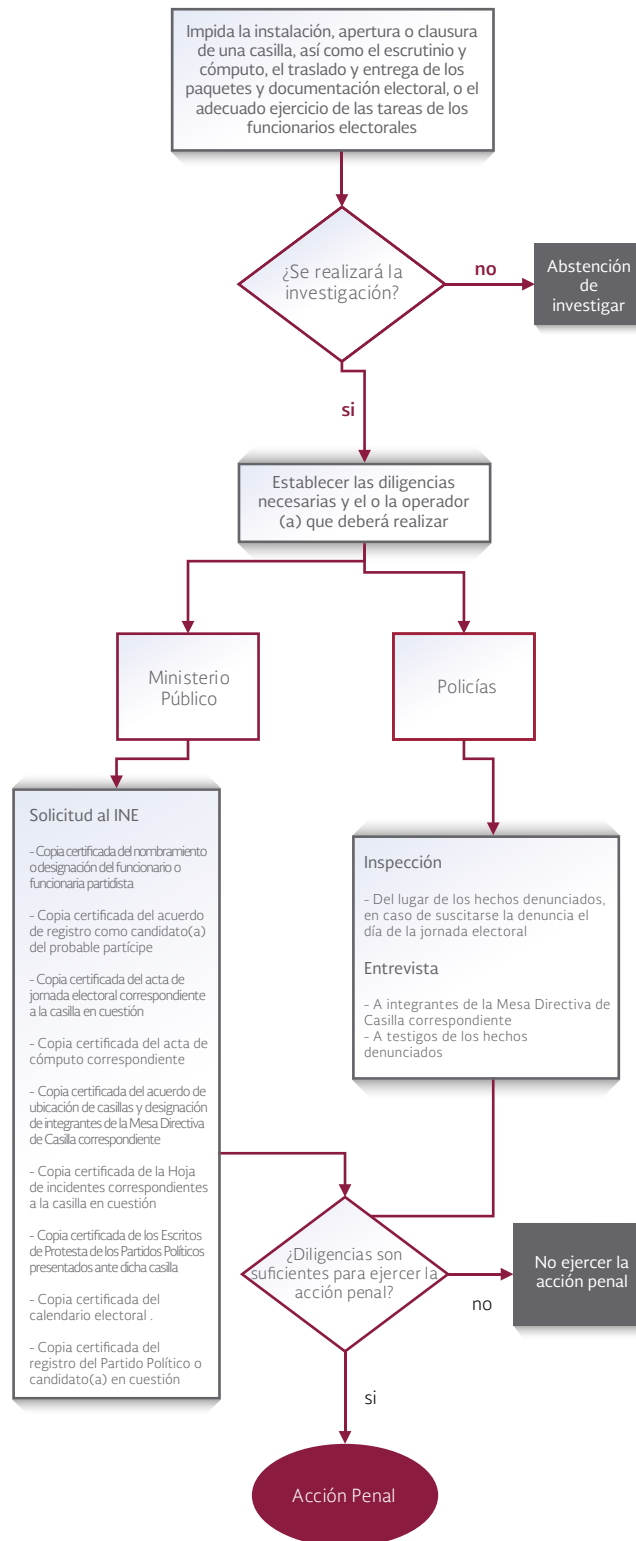 Impida la instalación, apertura o clausura
de una casilla, así como el escrutinio y
cómputo, el traslado y entrega de los
paquetes y documentación electoral, o el
adecuado ejercicio de las tareas de los
funcionarios electorales
¿Se realizará la
investigación?
no
Abstención
de
investigar
si
Establecer las diligencias
necesarias y el o la operador
(a) que deberá realizar
Ministerio
Público
Policías
Solicitud al INE
- Copia certificada del nombramiento
o designación del funcionario o
funcionaria partidista
- Copia certificada del acuerdo
de registro como candidato(a)
del probable partícipe
- Copia certificada del acta de
jornada electoral correspondiente
a la casilla en cuestión
- Copia certificada del acta de
cómputo correspondiente
- Copia certificada del acuerdo de
ubicación de casillas y designación
de integrantes de la Mesa Directiva
de Casilla correspondiente
- Copia certificada de la Hoja
de incidentes correspondientes
a la casilla en cuestión
- Copia certificada de los Escritos
de Protesta de los Partidos Políticos
presentados ante dicha casilla
- Copia certificada del
calendario electoral .
- Copia certificada del
registro del Partido Político o
candidato(a) en cuestión
Inspección
- Del lugar de los hechos denunciados,
en caso de suscitarse la denuncia el
día de la jornada electoral
Entrevista
- A integrantes de la Mesa Directiva de
Casilla correspondiente
- A testigos de los hechos
denunciados
¿Diligencias son
suficientes para ejercer la
acción penal?
no
No ejercer la
acción penal
si
Acción Penal